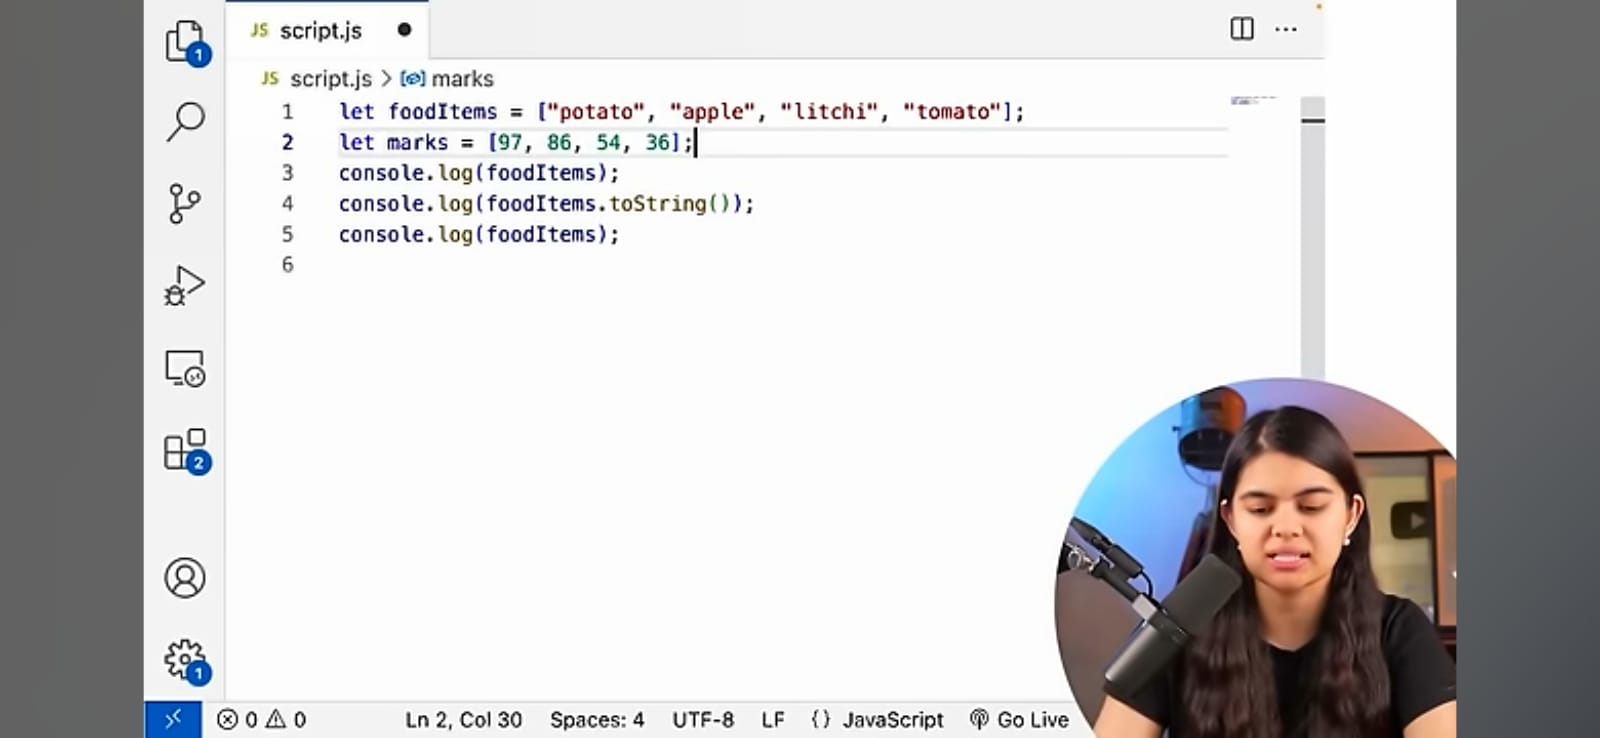 JS script.js ●
JS script.js > marks
1 let foodItems = ["potato", "apple", "litchi", "tomato"];
2 let marks = [97, 86, 54, 36];
3 console.log(foodItems);
4 console.log(foodItems.toString());
5 console.log(foodItems);
6
1
2
1
0 0 Ln 2, Col 30 Spaces: 4 UTF-8 LF {} JavaScript Go Live